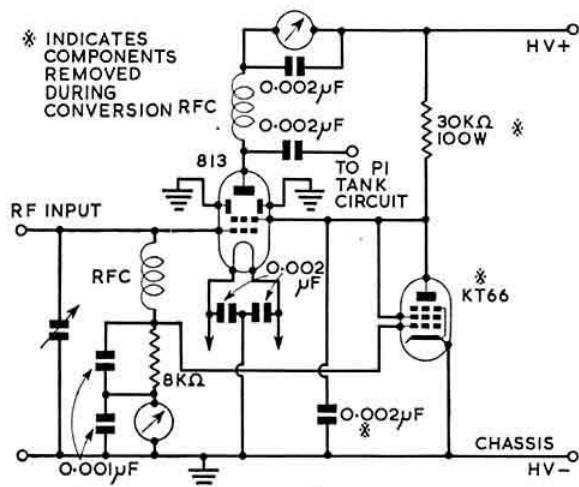 ※ INDICATES
COMPONENTS
REMOVED
DURING
CONVERSION
RFC
0.002μF
0.002μF
HV+
30KΩ
100W ※
813
TO PI
TANK
CIRCUIT
RF INPUT
RFC
0.002
μF
※
KT66
8KΩ
0.002μF
※
0.001μF
CHASSIS
HV-